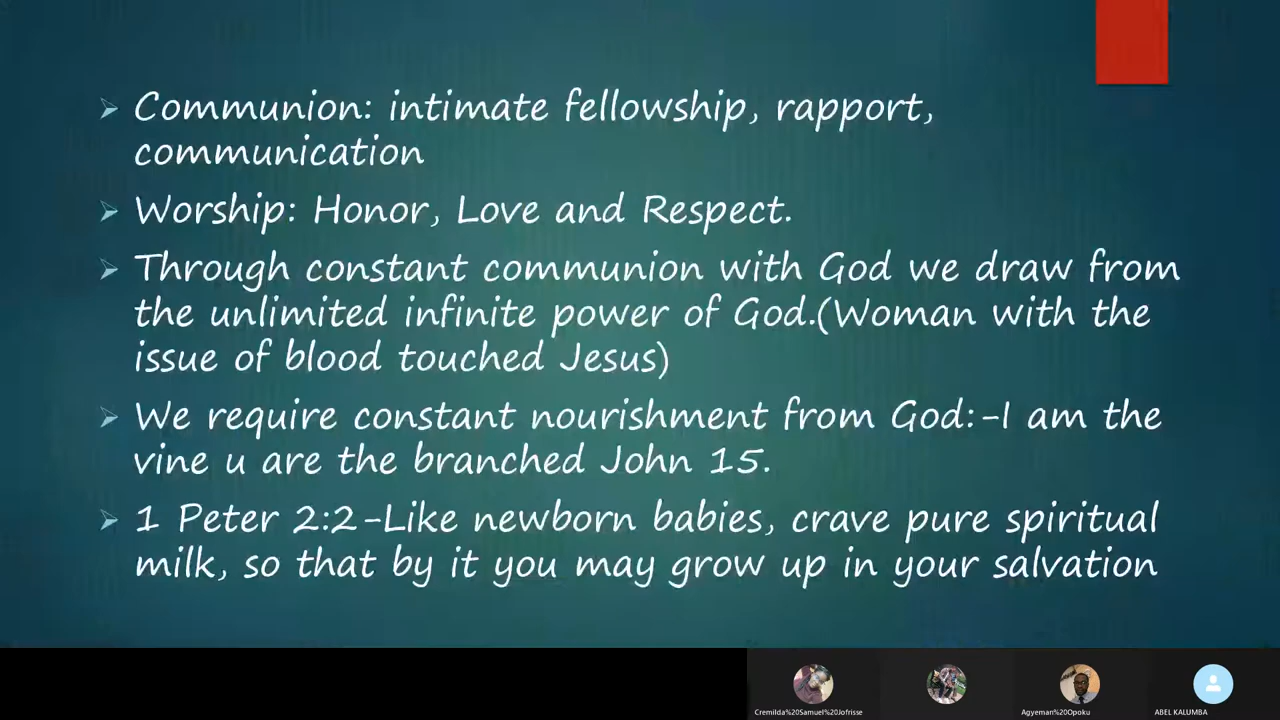 Communion: intimate fellowship, rapport,
communication
Worship: Honor, Love and Respect.
Through constant communion with God we draw from
the unlimited infinite power of God.(Woman with the
issue of blood touched Jesus)
We require constant nourishment from God:-I am the
vine u are the branched John 15.
1 Peter 2:2-Like newborn babies, crave pure spiritual
milk, so that by it you may grow up in your salvation
Cremilda%20Samuel%20Jofrisse
Agyeman%20Opoku
ABEL KALUMBA